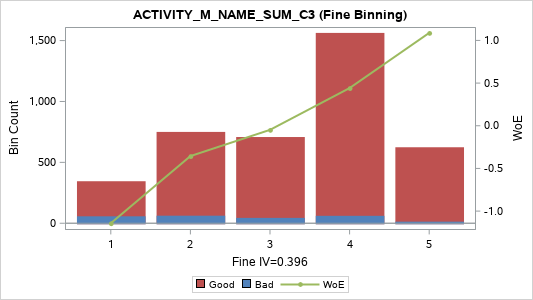 ACTIVITY_M_NAME_SUM_C3 (Fine Binning)
1,500
1,000
500
0
Bin Count
1.0
0.5
0.0
-0.5
-1.0
WoE
1 2 3 4 5
Fine IV=0.396
Good Bad WoE